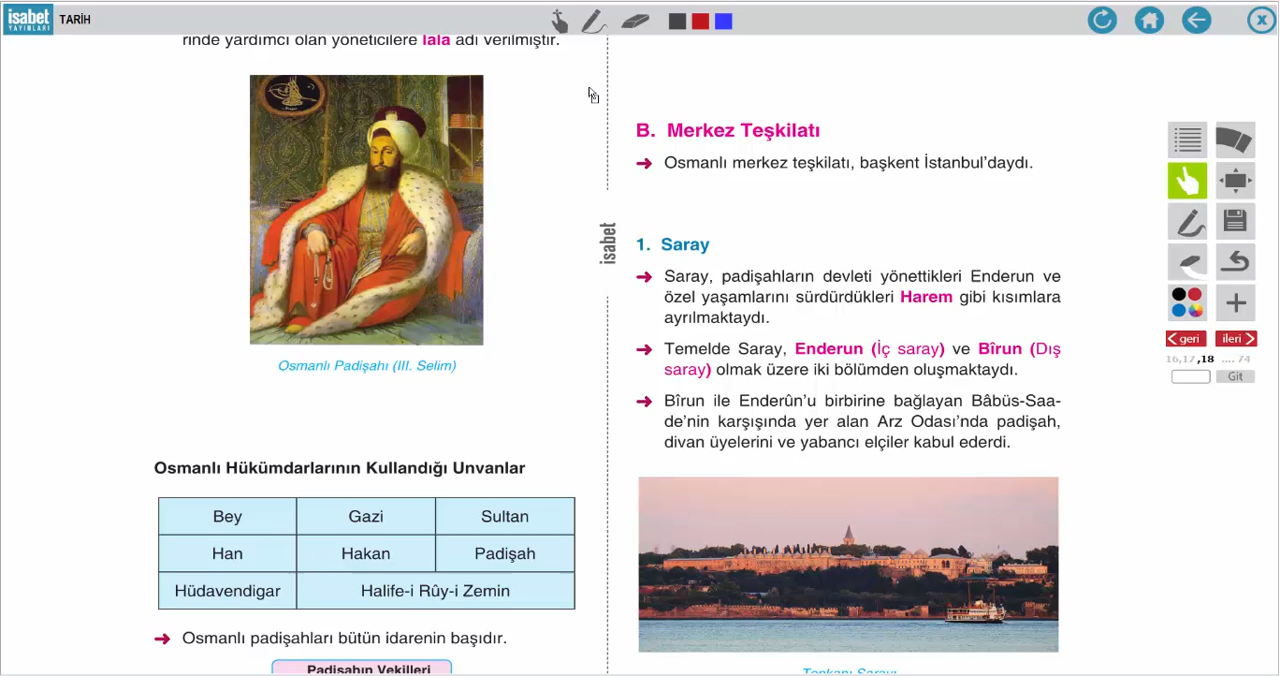 isabet
YAYINLARI
TARİH
rinde yardımcı olan yöneticilere lala adı verilmiştir.
Osmanlı Padişahı (III. Selim)
Osmanlı Hükümdarlarının Kullandığı Unvanlar
Bey Gazi Sultan
Han Hakan Padişah
Hüdavendigar Halife-i Rûy-i Zemin
➜ Osmanlı padişahları bütün idarenin başıdır.
Padişahın Vekilleri
isabet
B. Merkez Teşkilatı
➜ Osmanlı merkez teşkilatı, başkent İstanbul'daydı.
1. Saray
➜ Saray, padişahların devleti yönettikleri Enderun ve
özel yaşamlarını sürdürdükleri Harem gibi kısımlara
ayrılmaktaydı.
➜ Temelde Saray, Enderun (İç saray) ve Bîrun (Dış
saray) olmak üzere iki bölümden oluşmaktaydı.
➜ Bîrun ile Enderûn'u birbirine bağlayan Bâbüs-Saa-
de'nin karşışında yer alan Arz Odası'nda padişah,
divan üyelerini ve yabancı elçiler kabul ederdi.
Topkapı Sarayı
geri ileri
16,17,18 .... 74
Git